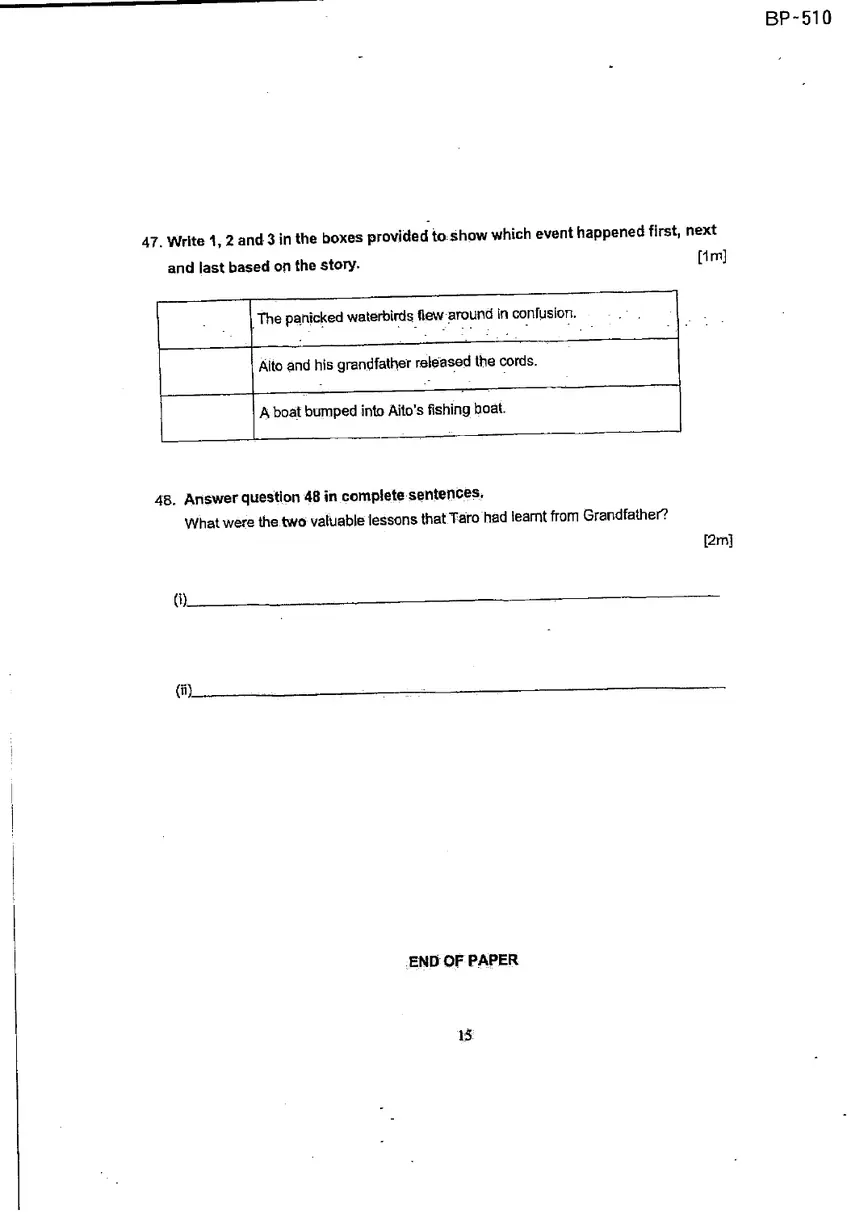 BP-510
47. Write 1, 2 and 3 in the boxes provided to show which event happened first, next
and last based on the story. [1m]
The panicked waterbirds flew around in confusion.
Aito and his grandfather released the cords.
A boat bumped into Aito's fishing boat.
48. Answer question 48 in complete sentences.
What were the two valuable lessons that Taro had learnt from Grandfather?
[2m]
(i)
(ii)
END OF PAPER
15